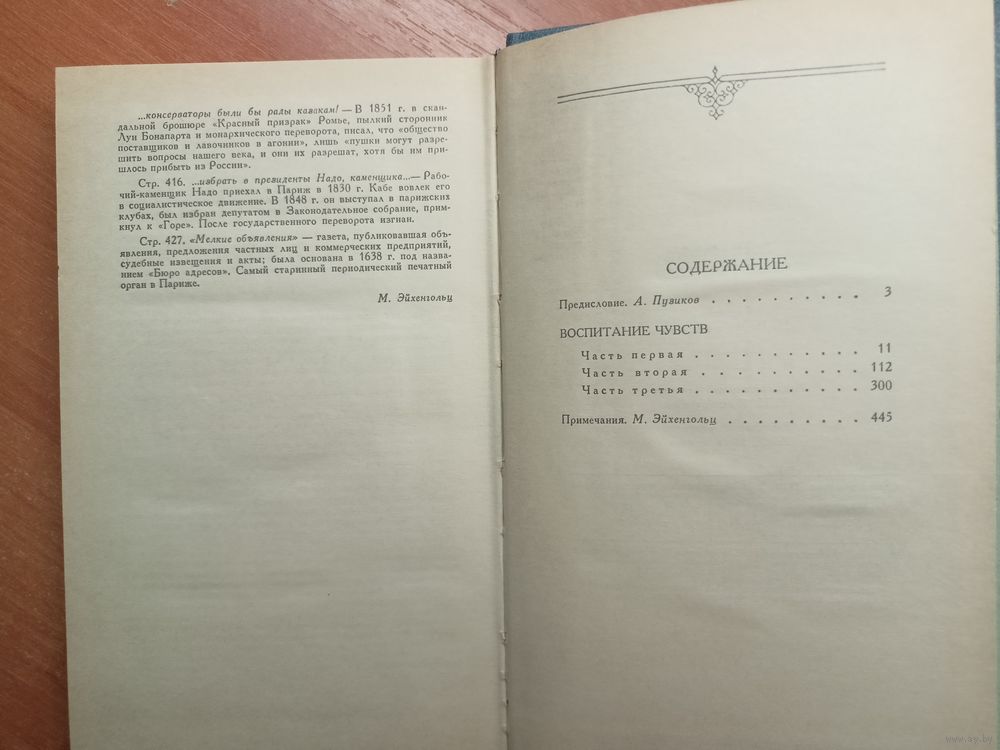 ...консерваторы были бы рады казакам! — В 1851 г. в скан-
дальной брошюре «Красный призрак» Ромье, пылкий сторонник
Луи Бонапарта и монархического переворота, писал, что «общество
поставщиков и лавочников в агонии», лишь «пушки могут разре-
шить вопросы нашего века, и они их разрешат, хотя бы им при-
шлось прибыть из России».
Стр. 416. ...избрать в президенты Надо, каменщика...— Рабо-
чий-каменщик Надо приехал в Париж в 1830 г. Кабе вовлек его
в социалистическое движение. В 1848 г. он выступал в парижских
клубах, был избран депутатом в Законодательное собрание, прим-
кнул к «Горе». После государственного переворота изгнан.
Стр. 427. «Мелкие объявления» — газета, публиковавшая объ-
явления, предложения частных лиц и коммерческих предприятий,
судебные извещения и акты; была основана в 1638 г. под назва-
нием «Бюро адресов». Самый старинный периодический печатный
орган в Париже.
М. Эйхенгольц
СОДЕРЖАНИЕ
Предисловие. А. Пузиков . . . . . . . . . . 3
ВОСПИТАНИЕ ЧУВСТВ
Часть первая . . . . . . . . . . . 11
Часть вторая . . . . . . . . . . 112
Часть третья . . . . . . . . . . . 300
Примечания. М. Эйхенгольц . . . . . . . . . 445
www.ay.by